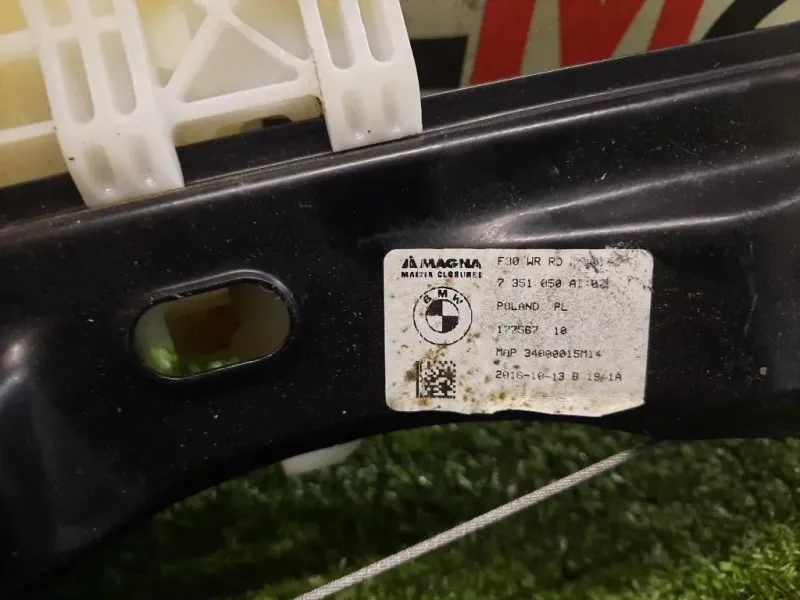 MAGNA
MAGNA CLOSURES
BMW
F30 WR RD
7 351 050 AI:02
POLAND PL
177567 10
MAP 34000015M14
2016-10-13 B 19/1A